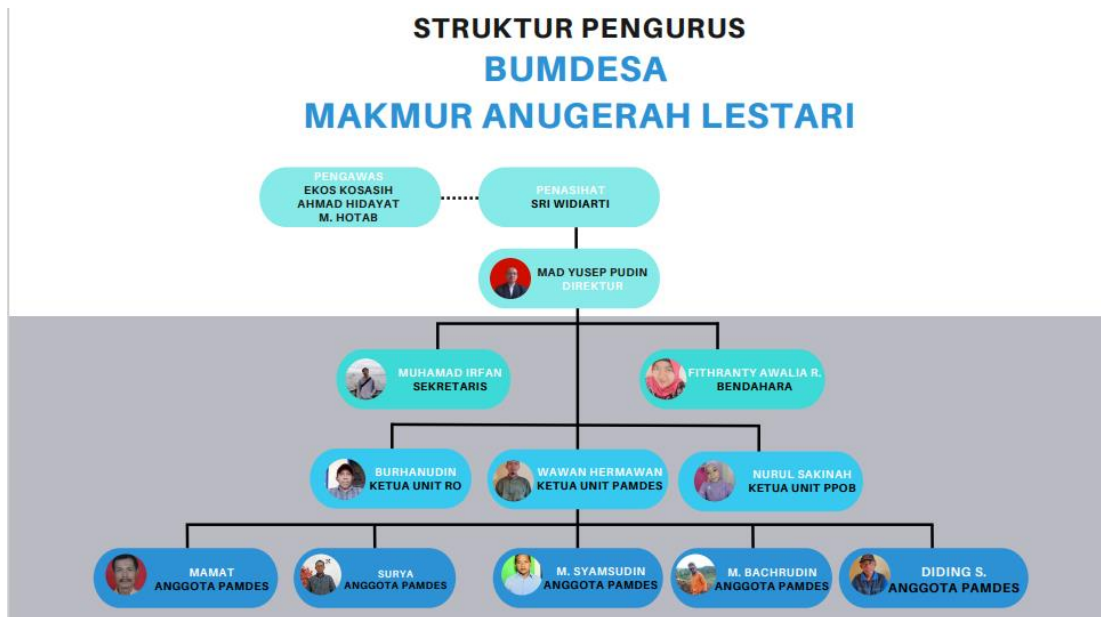 STRUKTUR PENGURUS
BUMDESA
MAKMUR ANUGERAH LESTARI
PENGAWAS
EKOS KOSASIH
AHMAD HIDAYAT
M. HOTAB
PENASIHAT
SRI WIDIARTI
MAD YUSEP PUDIN
DIREKTUR
MUHAMAD IRFAN
SEKRETARIS
FITHRANTY AWALIA R.
BENDAHARA
BURHANUDIN
KETUA UNIT RO
WAWAN HERMAWAN
KETUA UNIT PAMDES
NURUL SAKINAH
KETUA UNIT PPOB
MAMAT
ANGGOTA PAMDES
SURYA
ANGGOTA PAMDES
M. SYAMSUDIN
ANGGOTA PAMDES
M. BACHRUDIN
ANGGOTA PAMDES
DIDING S.
ANGGOTA PAMDES